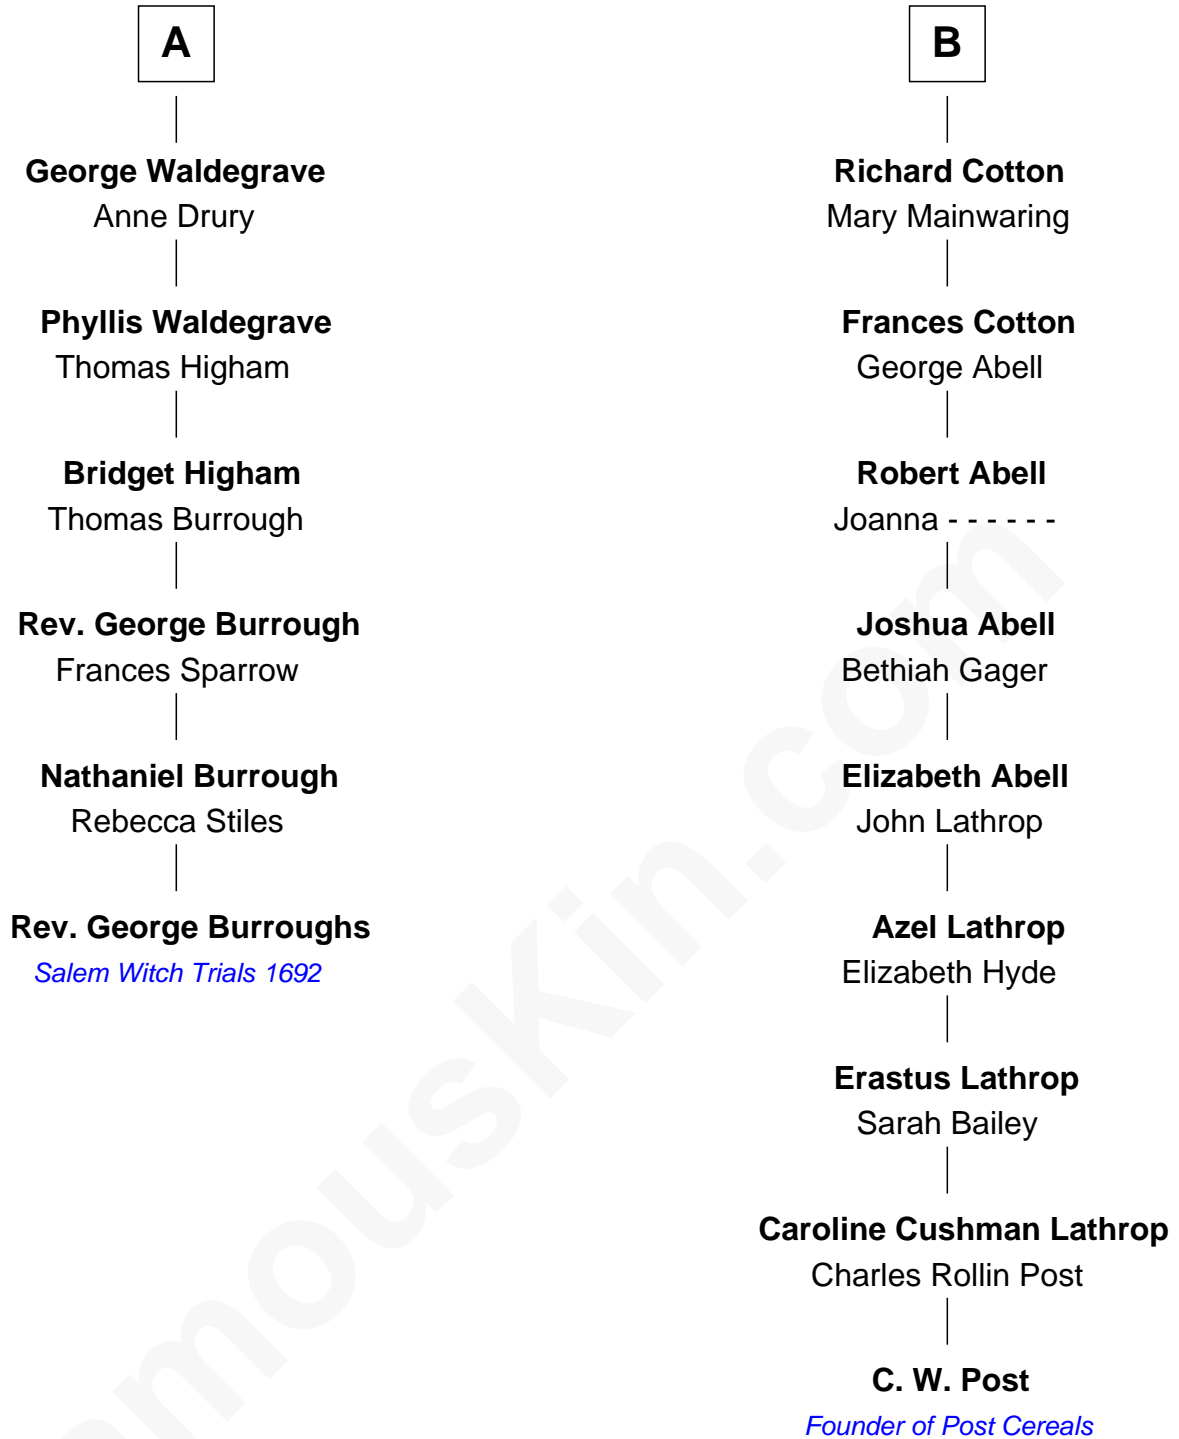 A
George Waldegrave
Anne Drury
Phyllis Waldegrave
Thomas Higham
Bridget Higham
Thomas Burrough
Rev. George Burrough
Frances Sparrow
Nathaniel Burrough
Rebecca Stiles
Rev. George Burroughs
Salem Witch Trials 1692
B
Richard Cotton
Mary Mainwaring
Frances Cotton
George Abell
Robert Abell
Joanna - - - - - -
Joshua Abell
Bethiah Gager
Elizabeth Abell
John Lathrop
Azel Lathrop
Elizabeth Hyde
Erastus Lathrop
Sarah Bailey
Caroline Cushman Lathrop
Charles Rollin Post
C. W. Post
Founder of Post Cereals
amouskin.com